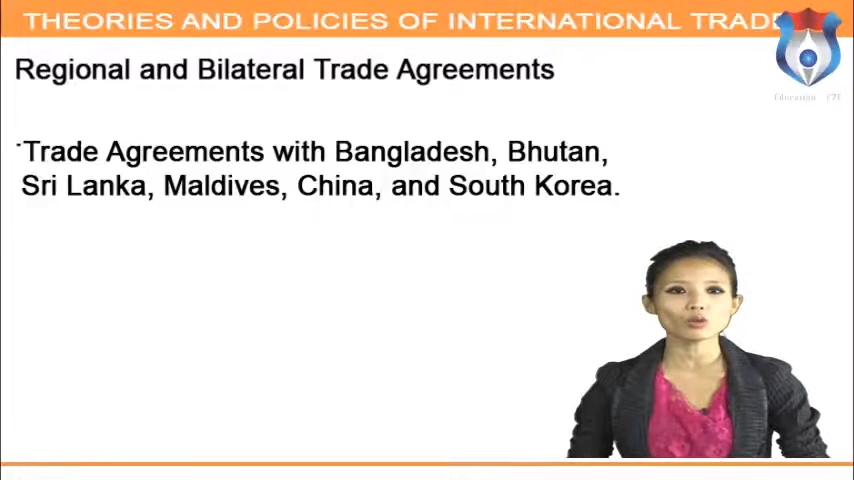 THEORIES AND POLICIES OF INTERNATIONAL TRADE
Regional and Bilateral Trade Agreements
Trade Agreements with Bangladesh, Bhutan,
Sri Lanka, Maldives, China, and South Korea.
Education